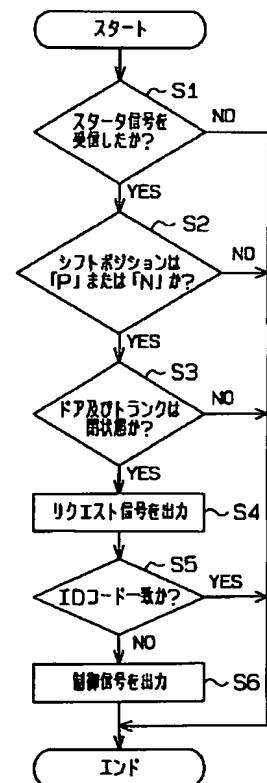 スタート
S1
NO
スタータ信号を
受信したか?
YES
S2
シフトポジションは
「P」または「N」か?
NO
YES
S3
ドア及びトランクは
閉状態か?
NO
YES
リクエスト信号を出力
S4
S5
IDコード一致か?
YES
NO
制御信号を出力
S6
エンド